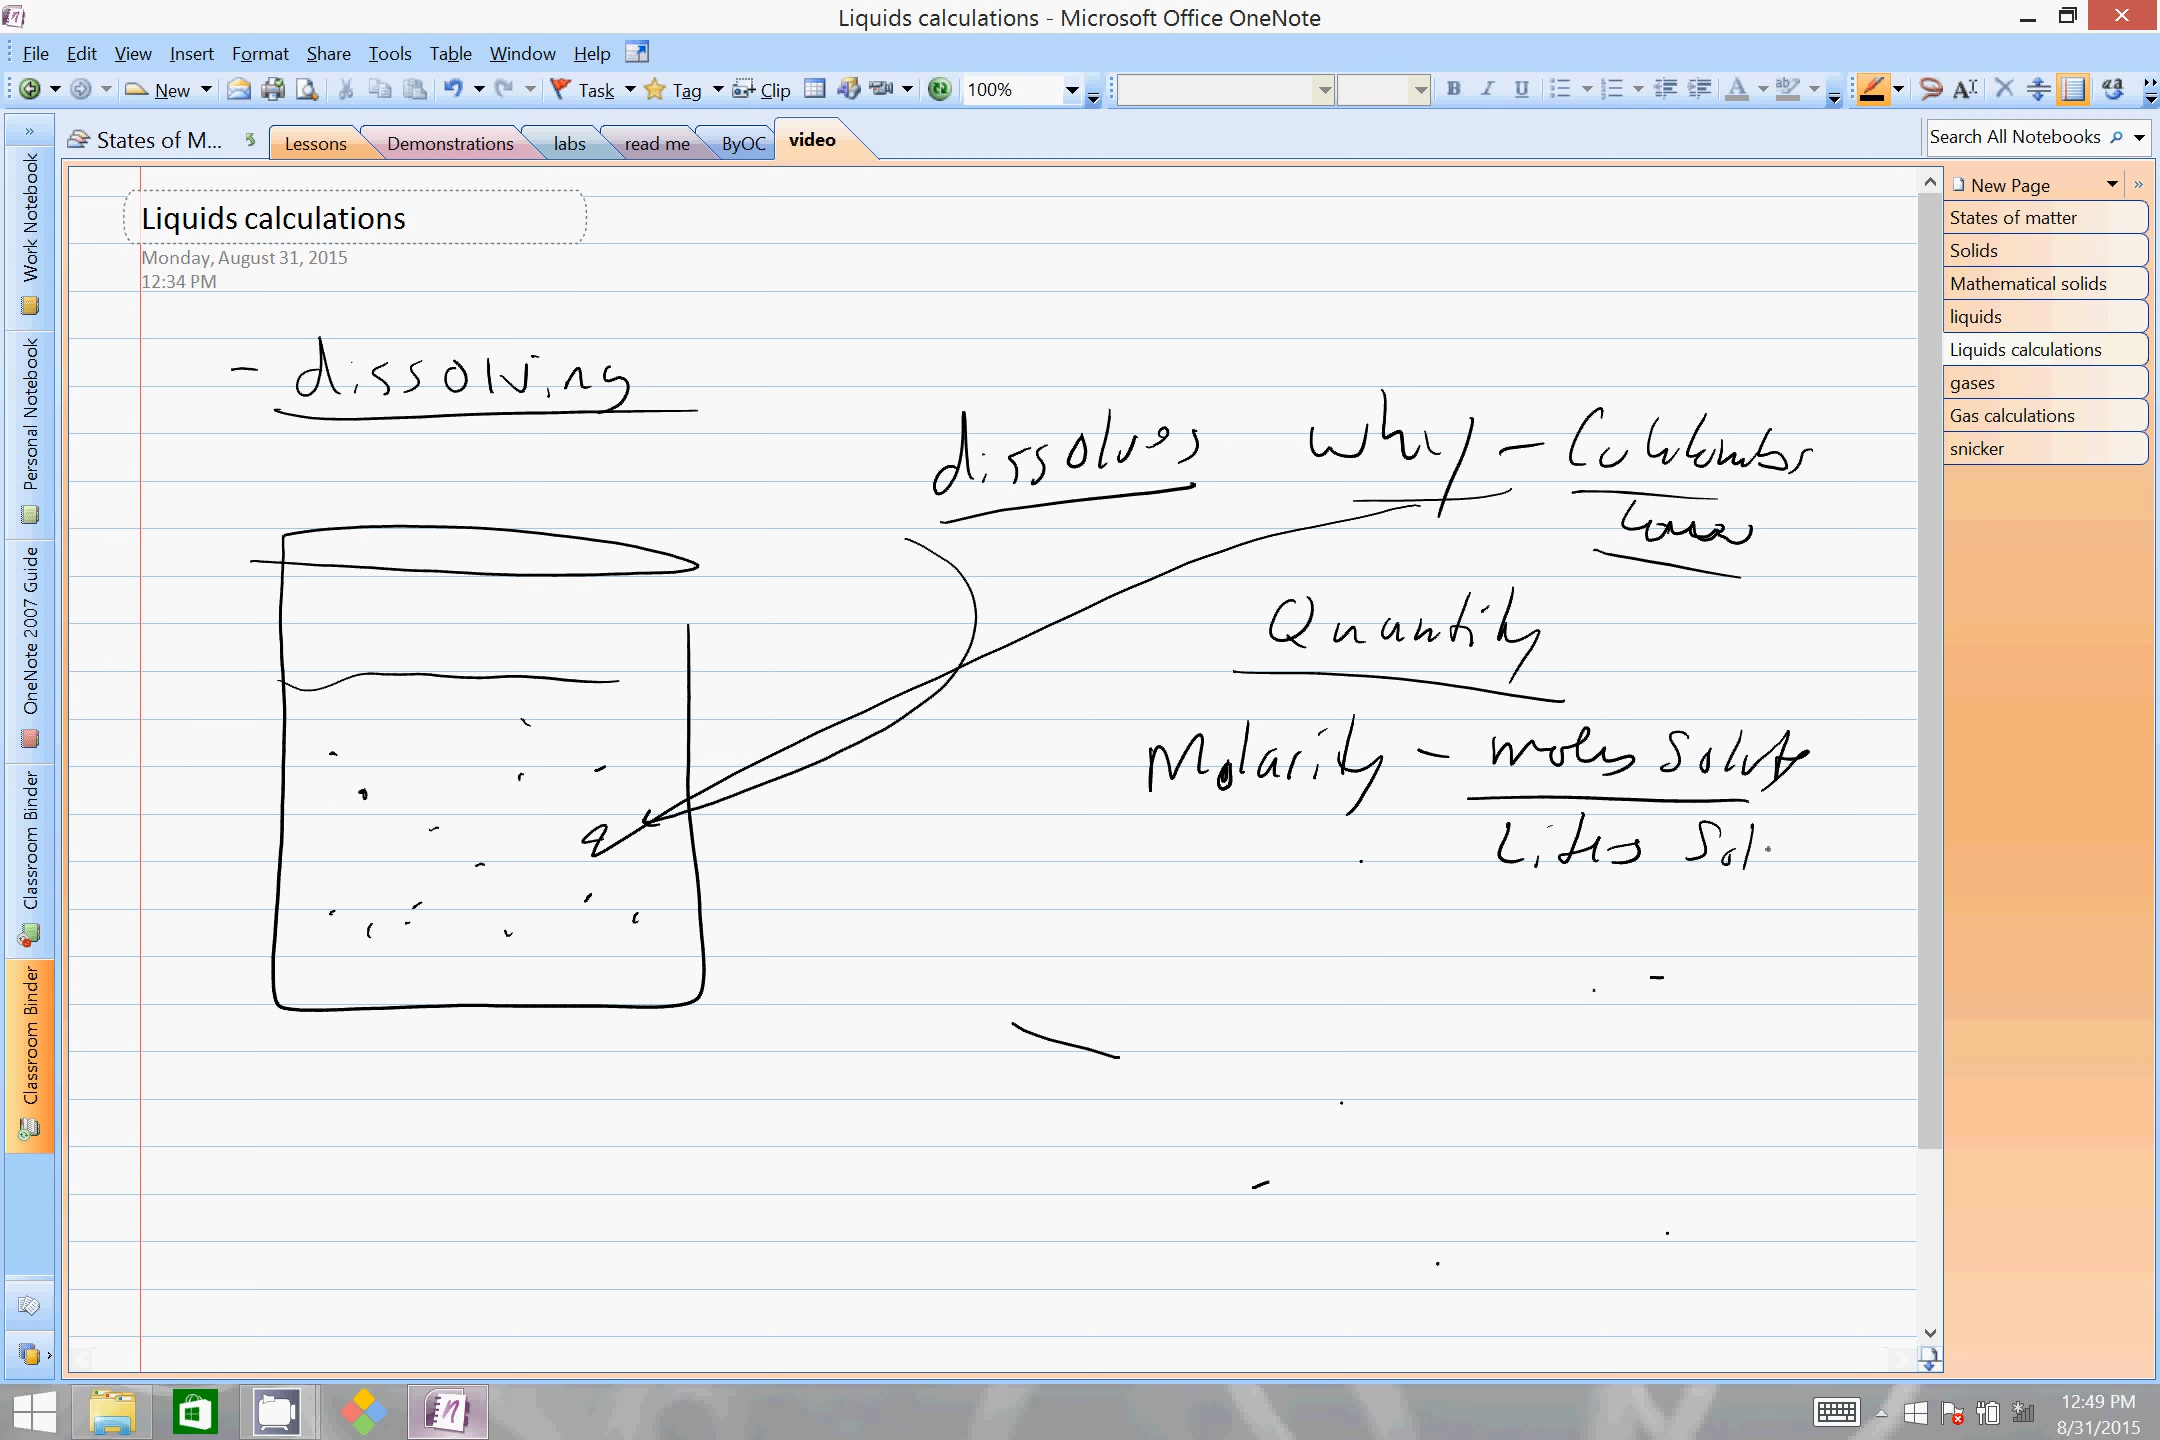 Liquids calculations - Microsoft Office OneNote
File Edit View Insert Format Share Tools Table Window Help
New Task Tag Clip 100% B I U
States of M... Lessons Demonstrations labs read me ByOC video Search All Notebooks
Work Notebook
Personal Notebook
OneNote 2007 Guide
Classroom Binder
Classroom Binder
New Page
States of matter
Solids
Mathematical solids
liquids
Liquids calculations
gases
Gas calculations
snicker
Liquids calculations
Monday, August 31, 2015
12:34 PM
- dissolving
dissolves why -
Quantity
Molarity - moles Solute
Liters Sol.
12:49 PM
8/31/2015